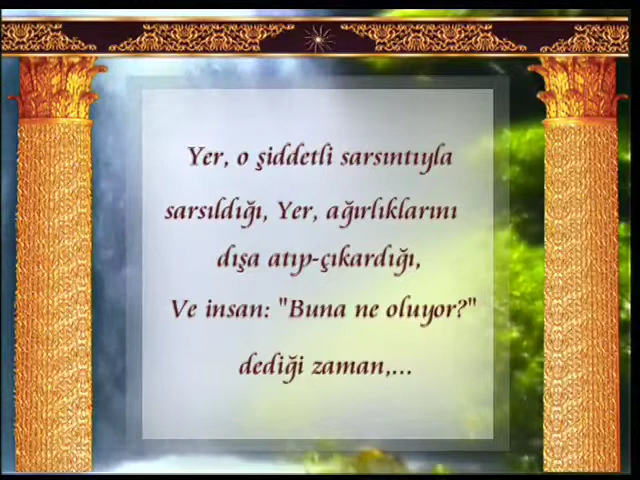 Yer, o şiddetli sarsıntıyla
sarsıldığı, Yer, ağırlıklarını
dışa atıp-çıkardığı,
Ve insan: "Buna ne oluyor?"
dediği zaman,...